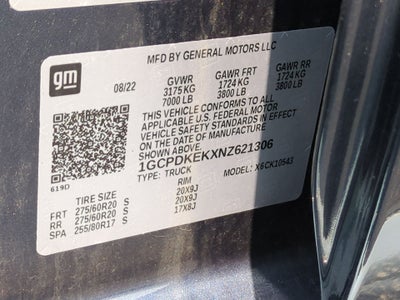 gm
MFD BY GENERAL MOTORS LLC
08/22 GVWR GAWR FRT GAWR RR
3175 KG 1724 KG 1724 KG
7000 LB 3800 LB 3800 LB
THIS VEHICLE CONFORMS TO ALL
APPLICABLE U.S. FEDERAL MOTOR
VEHICLE SAFETY STANDARDS IN EFFECT
ON THE DATE OF MANUFACTURE
SHOWN ABOVE.
1GCPDKEKXNZ621306
619D
TYPE: TRUCK MODEL: X6CK10543
TIRE SIZE RIM
FRT 275/60R20 S 20X9J
RR 275/60R20 S 20X9J
SPA 255/80R17 S 17X8J